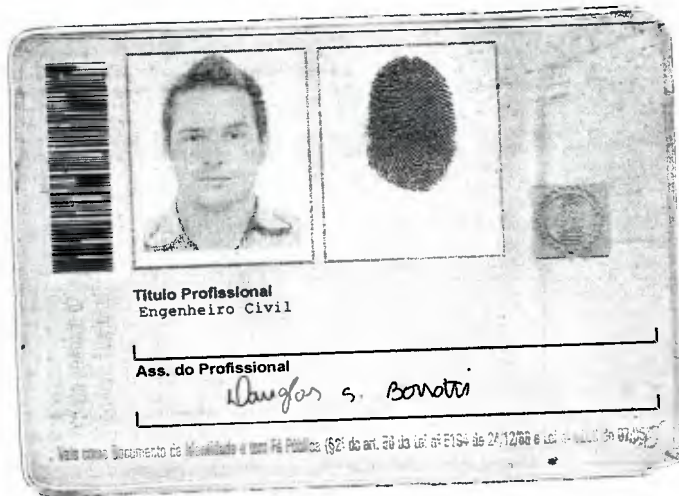 Título Profissional
Engenheiro Civil
Ass. do Profissional
Douglas S.
Vale como Documento de Identidade e tem Fé Pública (§2º do art. 56 da Lei nº 5194 de 24/12/66 e Lei